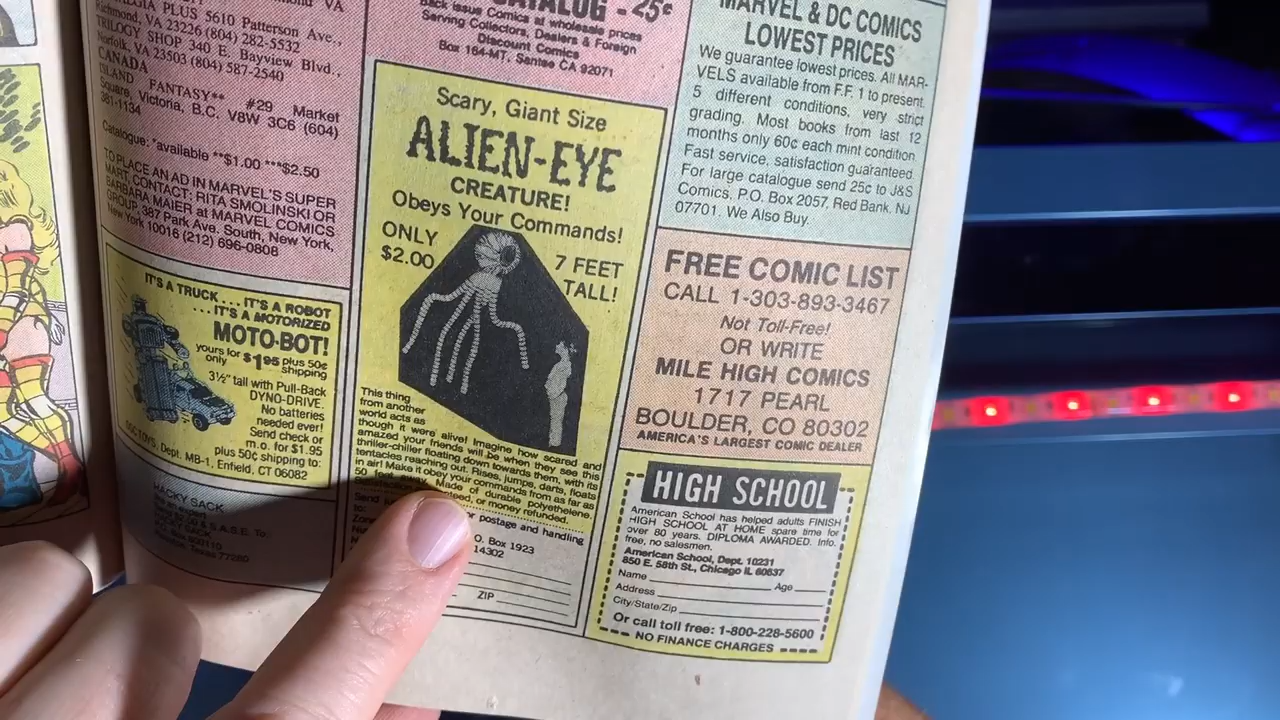 PLUS 5610 Patterson Ave.,
Richmond, VA 23226 (804) 282-5532
TRILOGY SHOP 340 E. Bayview Blvd.,
Norfolk, VA 23503 (804) 587-2540
CANADA
ISLAND FANTASY** #29 Market
Square, Victoria, B.C. V8W 3C6 (604)
381-1134
Catalogue: *available **$1.00 ***$2.50
TO PLACE AN AD IN MARVEL'S SUPER
MART, CONTACT: RITA SMOLINSKI OR
BARBARA MAIER at MARVEL COMICS
GROUP, 387 Park Ave. South, New York,
New York 10016 (212) 696-0808
IT'S A TRUCK . . . IT'S A ROBOT
. . . IT'S A MOTORIZED
MOTO-BOT!
yours for only $1.95 plus 50¢ shipping
3½" tall with Pull-Back
DYNO-DRIVE.
No batteries
needed ever!
Send check or
m.o. for $1.95
plus 50¢ shipping to:
TOYS, Dept. MB-1, Enfield, CT 06082
HACKY SACK
Texas 77260
CATALOG - 25¢
Back issue Comics at wholesale prices
Serving Collectors, Dealers & Foreign
Discount Comics
Box 164-MT, Santee CA 92071
Scary, Giant Size
ALIEN-EYE
CREATURE!
Obeys Your Commands!
ONLY
$2.00
7 FEET
TALL!
This thing
from another
world acts as
though it were alive! Imagine how scared and
amazed your friends will be when they see this
thriller-chiller floating down towards them, with its
tentacles reaching out. Rises, jumps, darts, floats
in air! Make it obey your commands from as far as
50 feet away. Made of durable polyethelene.
or money refunded.
Send
for postage and handling
to:
O. Box 1923
14302
ZIP
MARVEL & DC COMICS
LOWEST PRICES
We guarantee lowest prices. All MAR-
VELS available from F.F. 1 to present.
5 different conditions, very strict
grading. Most books from last 12
months only 60¢ each mint condition.
Fast service, satisfaction guaranteed.
For large catalogue send 25¢ to J&S
Comics, P.O. Box 2057, Red Bank, NJ
07701. We Also Buy.
FREE COMIC LIST
CALL 1-303-893-3467
Not Toll-Free!
OR WRITE
MILE HIGH COMICS
1717 PEARL
BOULDER, CO 80302
AMERICA'S LARGEST COMIC DEALER
HIGH SCHOOL
American School has helped adults FINISH
HIGH SCHOOL AT HOME spare time for
over 80 years. DIPLOMA AWARDED. Info.
free, no salesmen.
American School, Dept. 10231
850 E. 58th St., Chicago IL 60637
Name Age
Address
City/State/Zip
Or call toll free: 1-800-228-5600
NO FINANCE CHARGES